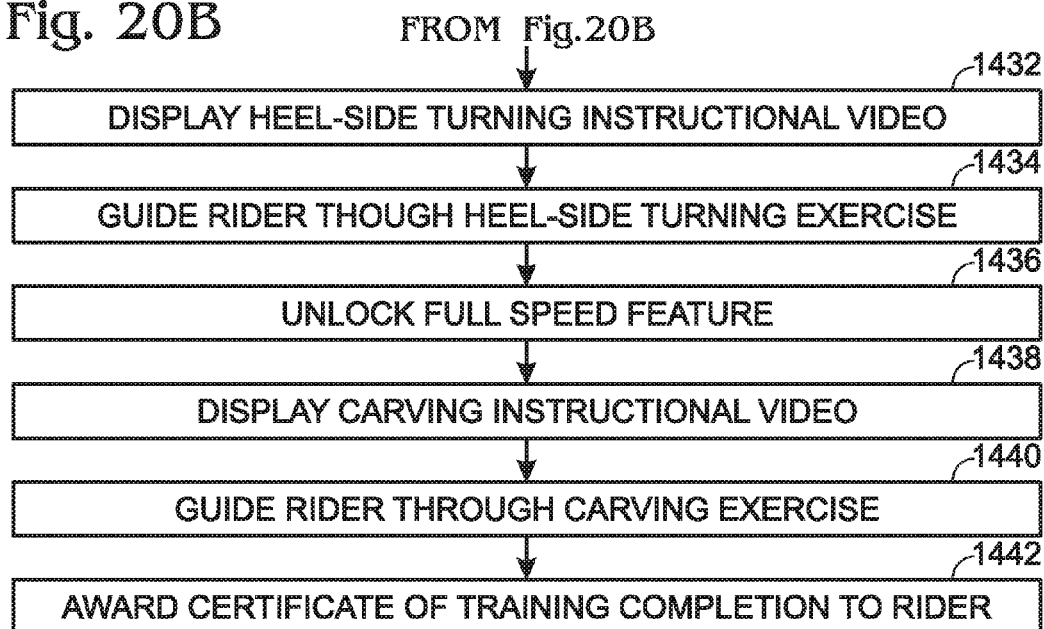 Fig. 20B
FROM Fig.20B
1432
DISPLAY HEEL-SIDE TURNING INSTRUCTIONAL VIDEO
1434
GUIDE RIDER THOUGH HEEL-SIDE TURNING EXERCISE
1436
UNLOCK FULL SPEED FEATURE
1438
DISPLAY CARVING INSTRUCTIONAL VIDEO
1440
GUIDE RIDER THROUGH CARVING EXERCISE
1442
AWARD CERTIFICATE OF TRAINING COMPLETION TO RIDER